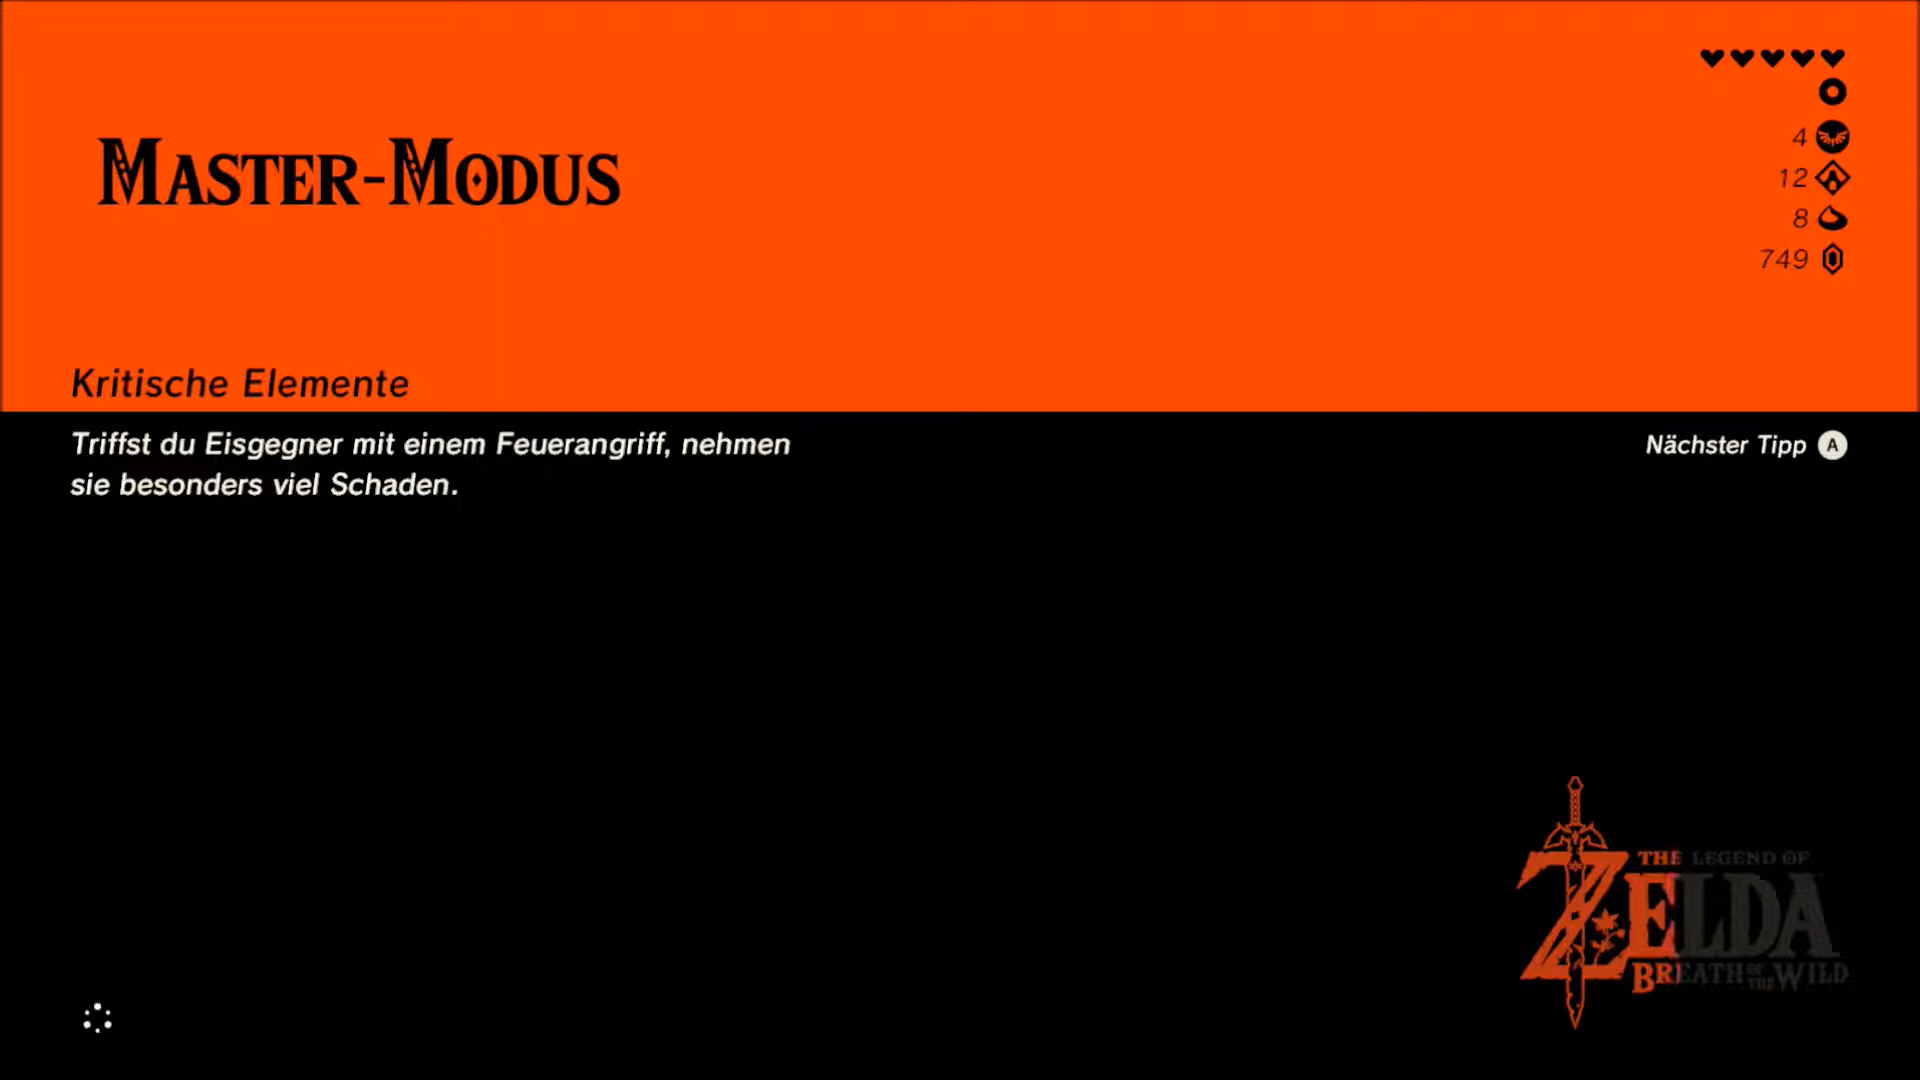 MASTER-MODUS
4
12
8
749
Kritische Elemente
Triffst du Eisgegner mit einem Feuerangriff, nehmen
sie besonders viel Schaden.
Nächster Tipp A
THE LEGEND OF
ZELDA
BREATH OF THE WILD